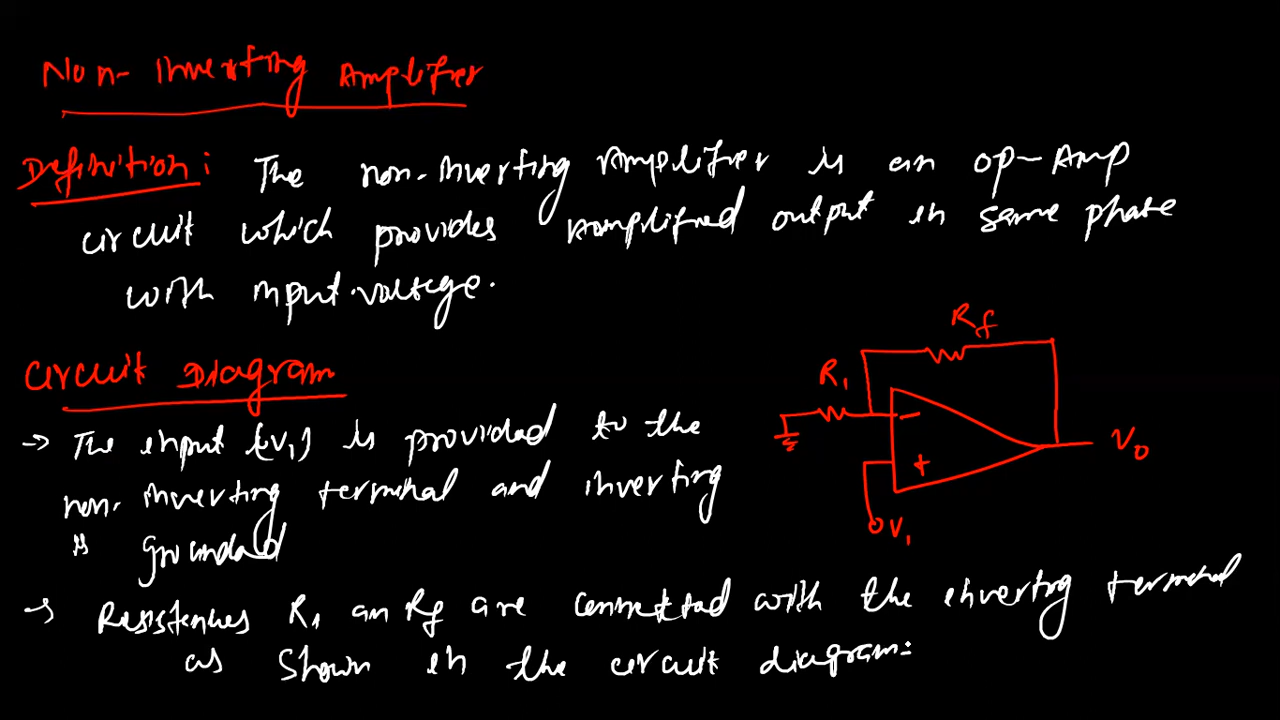 Non-Inverting Amplifier
Definition: The non-inverting Amplifier is an op-Amp
circuit which provides amplified output in same phase
with input voltage.
Circuit Diagram
→ The input (V1) is provided to the
non-inverting terminal and inverting
is grounded
→ Resistances R1 an Rf are connected with the inverting terminal
as shown in the circuit diagram:
Rf
R1
−
+
V0
V1